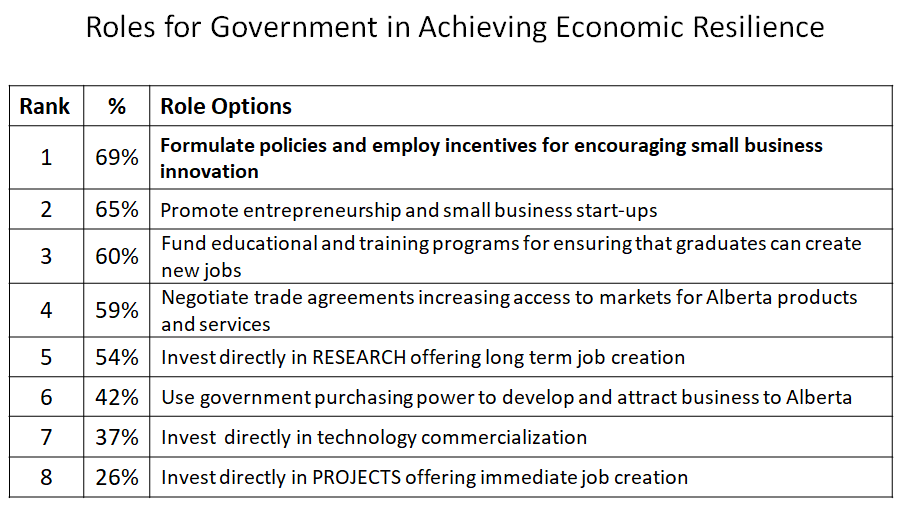 Roles for Government in Achieving Economic Resilience
Rank % Role Options
1 69% Formulate policies and employ incentives for encouraging small business
innovation
2 65% Promote entrepreneurship and small business start-ups
3 60% Fund educational and training programs for ensuring that graduates can create
new jobs
4 59% Negotiate trade agreements increasing access to markets for Alberta products
and services
5 54% Invest directly in RESEARCH offering long term job creation
6 42% Use government purchasing power to develop and attract business to Alberta
7 37% Invest directly in technology commercialization
8 26% Invest directly in PROJECTS offering immediate job creation